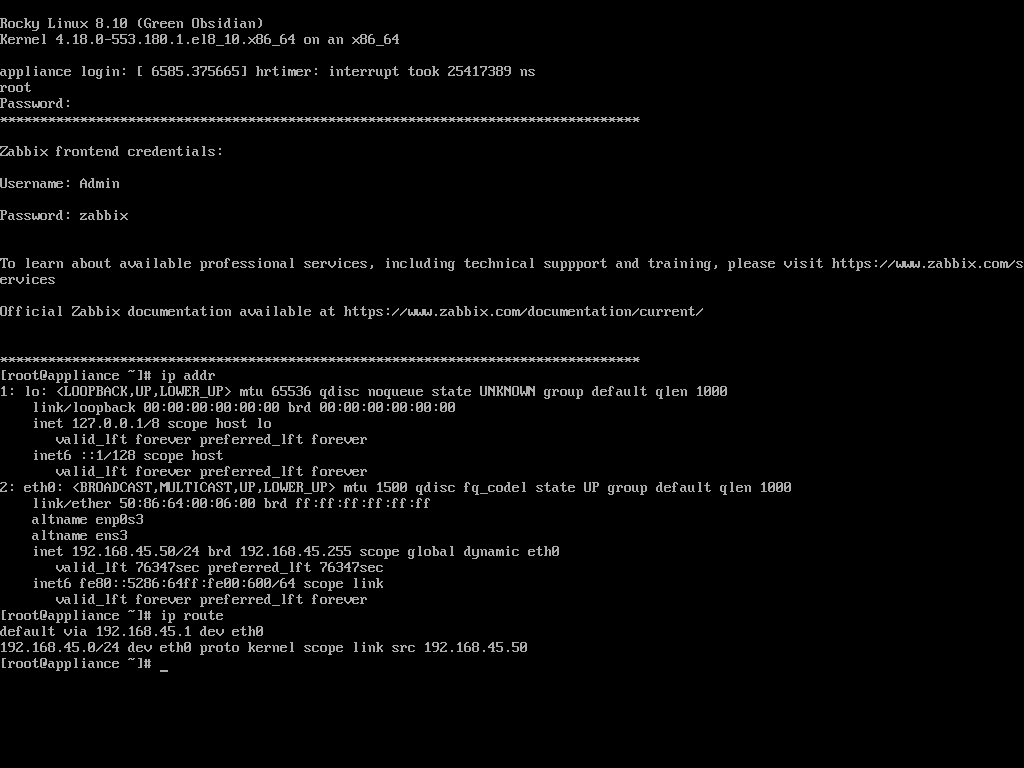 Rocky Linux 8.10 (Green Obsidian)
Kernel 4.18.0-553.180.1.el8_10.x86_64 on an x86_64
appliance login: [ 6585.375665] hrtimer: interrupt took 25417389 ns
root
Password:
********************************************************************************
Zabbix frontend credentials:
Username: Admin
Password: zabbix
To learn about available professional services, including technical suppport and training, please visit https://www.zabbix.com/s
ervices
Official Zabbix documentation available at https://www.zabbix.com/documentation/current/
********************************************************************************
[root@appliance ~]# ip addr
1: lo: <LOOPBACK,UP,LOWER_UP> mtu 65536 qdisc noqueue state UNKNOWN group default qlen 1000
    link/loopback 00:00:00:00:00:00 brd 00:00:00:00:00:00
    inet 127.0.0.1/8 scope host lo
       valid_lft forever preferred_lft forever
    inet6 ::1/128 scope host
       valid_lft forever preferred_lft forever
2: eth0: <BROADCAST,MULTICAST,UP,LOWER_UP> mtu 1500 qdisc fq_codel state UP group default qlen 1000
    link/ether 50:86:64:00:06:00 brd ff:ff:ff:ff:ff:ff
    altname enp0s3
    altname ens3
    inet 192.168.45.50/24 brd 192.168.45.255 scope global dynamic eth0
       valid_lft 76347sec preferred_lft 76347sec
    inet6 fe80::5286:64ff:fe00:600/64 scope link
       valid_lft forever preferred_lft forever
[root@appliance ~]# ip route
default via 192.168.45.1 dev eth0
192.168.45.0/24 dev eth0 proto kernel scope link src 192.168.45.50
[root@appliance ~]# _